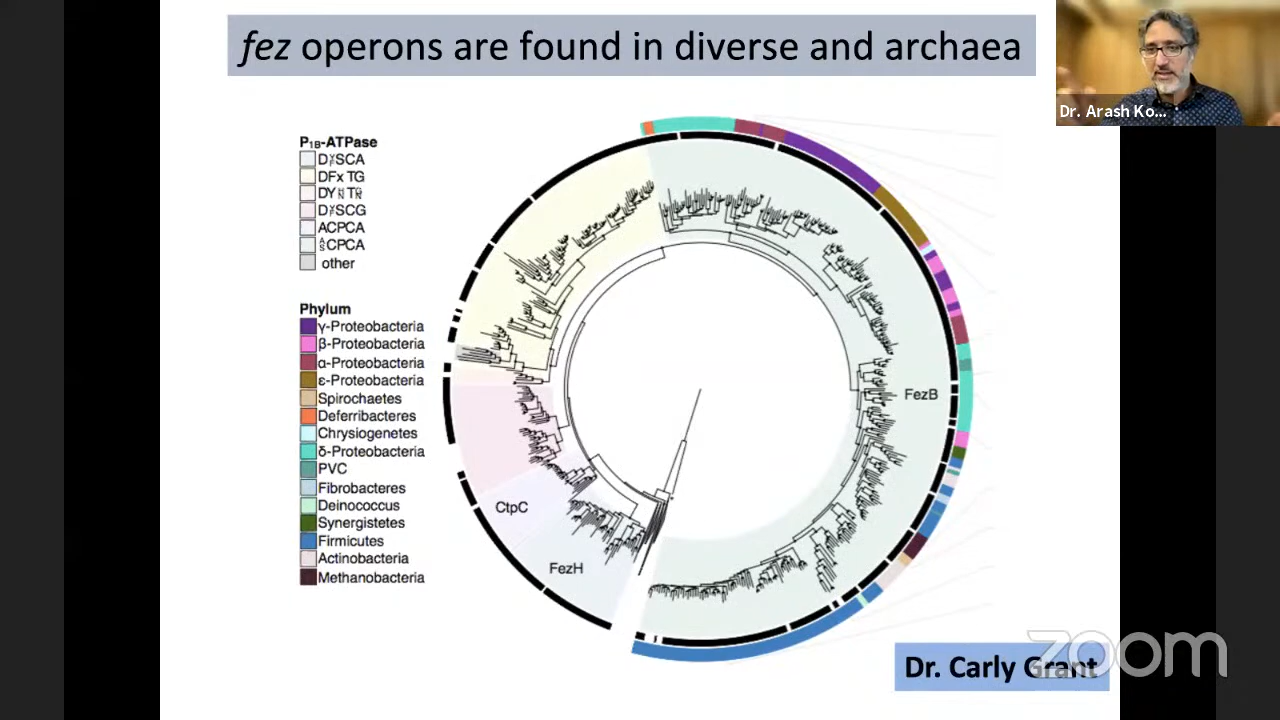 fez operons are found in diverse and archaea
Dr. Arash Ko...
P1B-ATPase
DFx TG
ACPCA
other
Phylum
γ-Proteobacteria
β-Proteobacteria
α-Proteobacteria
ε-Proteobacteria
Spirochaetes
Deferribacteres
Chrysiogenetes
δ-Proteobacteria
PVC
Fibrobacteres
Deinococcus
Synergistetes
Firmicutes
Actinobacteria
Methanobacteria
FezB
CtpC
FezH
zoom
Dr. Carly Grant